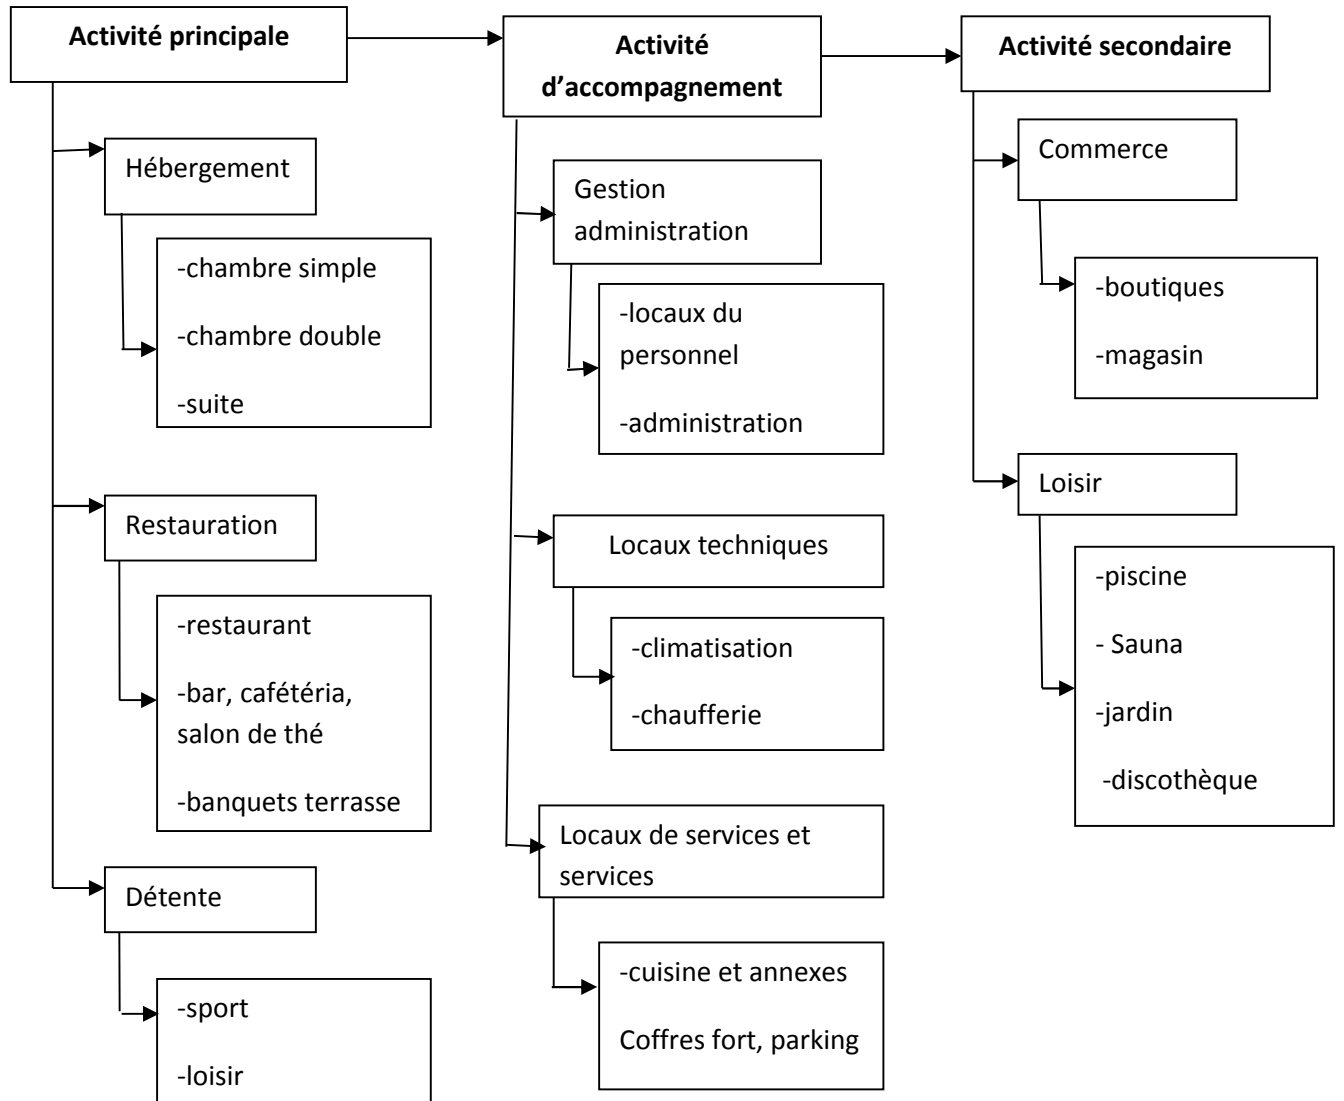 Activité principale
Hébergement
-chambre simple
-chambre double
-suite
Restauration
-restaurant
-bar, cafétéria,
salon de thé
-banquets terrasse
Détente
-sport
-loisir
Activité
d’accompagnement
Gestion
administration
-locaux du
personnel
-administration
Locaux techniques
-climatisation
-chaufferie
Locaux de services et
services
-cuisine et annexes
Coffres fort, parking
Activité secondaire
Commerce
-boutiques
-magasin
Loisir
-piscine
- Sauna
-jardin
-discothèque